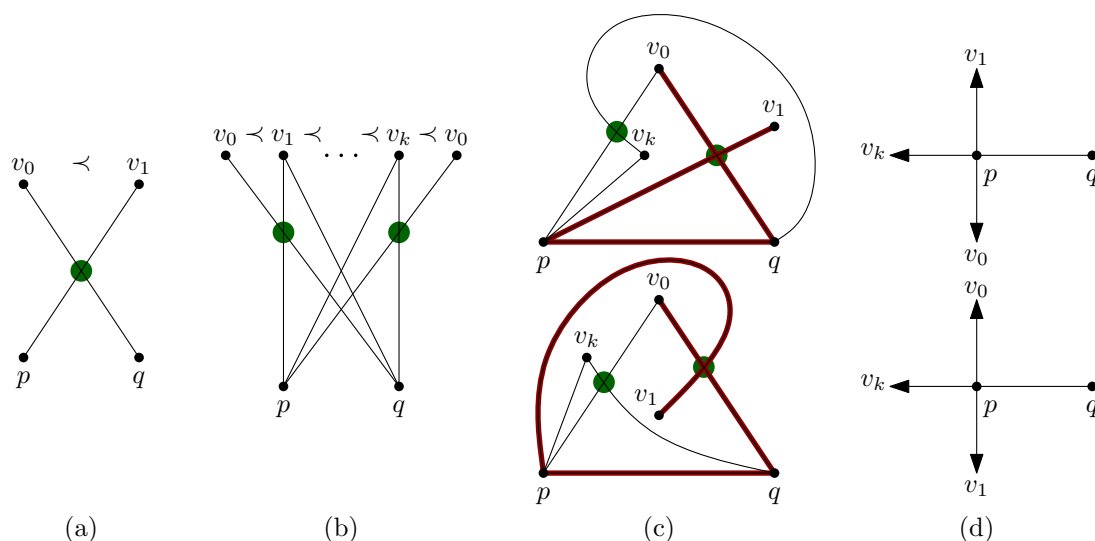 v₀ ≺ v₁
p q
(a)
v₀ ≺ v₁ ≺ ... ≺ vₖ ≺ v₀
p q
(b)
v₀
v₁
vₖ
p q
v₀
vₖ
v₁
p q
(c)
v₁
vₖ
p q
v₀
v₀
vₖ
p q
v₁
(d)